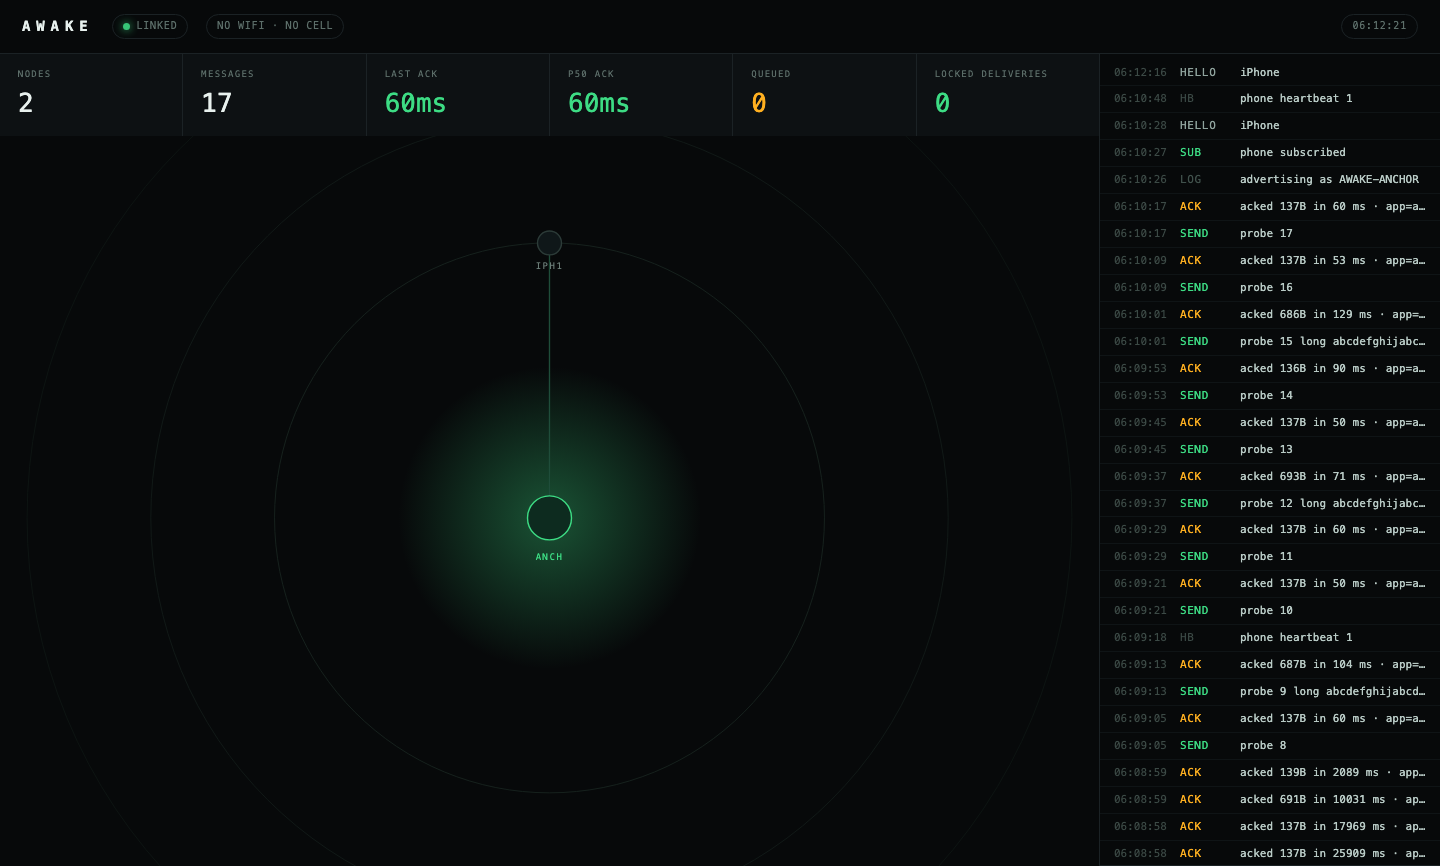 AWAKE LINKED NO WIFI · NO CELL 06:12:21
NODES MESSAGES LAST ACK P50 ACK QUEUED LOCKED DELIVERIES
2 17 60ms 60ms 0 0
IPH1
ANCH
06:12:16 HELLO iPhone
06:10:48 HB phone heartbeat 1
06:10:28 HELLO iPhone
06:10:27 SUB phone subscribed
06:10:26 LOG advertising as AWAKE-ANCHOR
06:10:17 ACK acked 137B in 60 ms · app=a…
06:10:17 SEND probe 17
06:10:09 ACK acked 137B in 53 ms · app=a…
06:10:09 SEND probe 16
06:10:01 ACK acked 686B in 129 ms · app=…
06:10:01 SEND probe 15 long abcdefghijabc…
06:09:53 ACK acked 136B in 90 ms · app=a…
06:09:53 SEND probe 14
06:09:45 ACK acked 137B in 50 ms · app=a…
06:09:45 SEND probe 13
06:09:37 ACK acked 693B in 71 ms · app=a…
06:09:37 SEND probe 12 long abcdefghijabc…
06:09:29 ACK acked 137B in 60 ms · app=a…
06:09:29 SEND probe 11
06:09:21 ACK acked 137B in 50 ms · app=a…
06:09:21 SEND probe 10
06:09:18 HB phone heartbeat 1
06:09:13 ACK acked 687B in 104 ms · app=…
06:09:13 SEND probe 9 long abcdefghijabcd…
06:09:05 ACK acked 137B in 60 ms · app=a…
06:09:05 SEND probe 8
06:08:59 ACK acked 139B in 2089 ms · app…
06:08:59 ACK acked 691B in 10031 ms · ap…
06:08:58 ACK acked 137B in 17969 ms · ap…
06:08:58 ACK acked 137B in 25909 ms · ap…